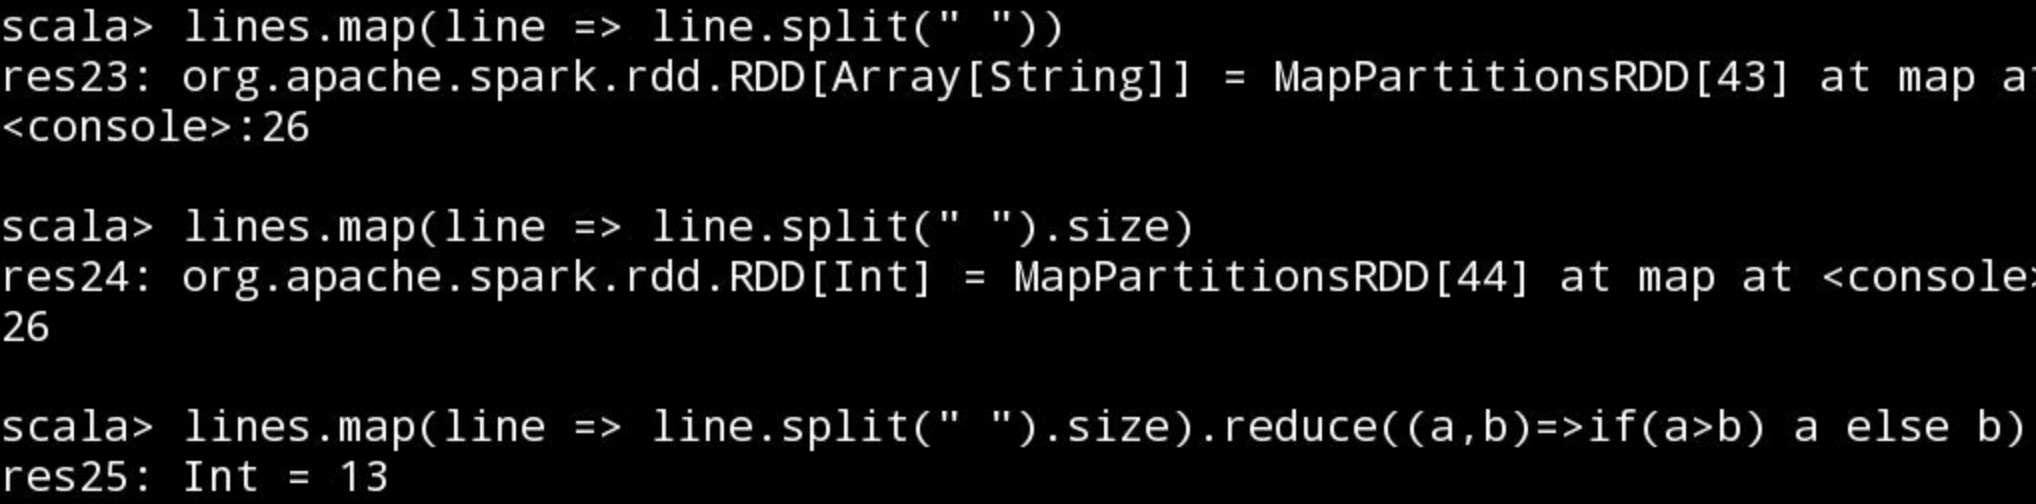 scala> lines.map(line => line.split(" "))
res23: org.apache.spark.rdd.RDD[Array[String]] = MapPartitionsRDD[43] at map a
<console>:26
scala> lines.map(line => line.split(" ").size)
res24: org.apache.spark.rdd.RDD[Int] = MapPartitionsRDD[44] at map at <console>
26
scala> lines.map(line => line.split(" ").size).reduce((a,b)=>if(a>b) a else b)
res25: Int = 13